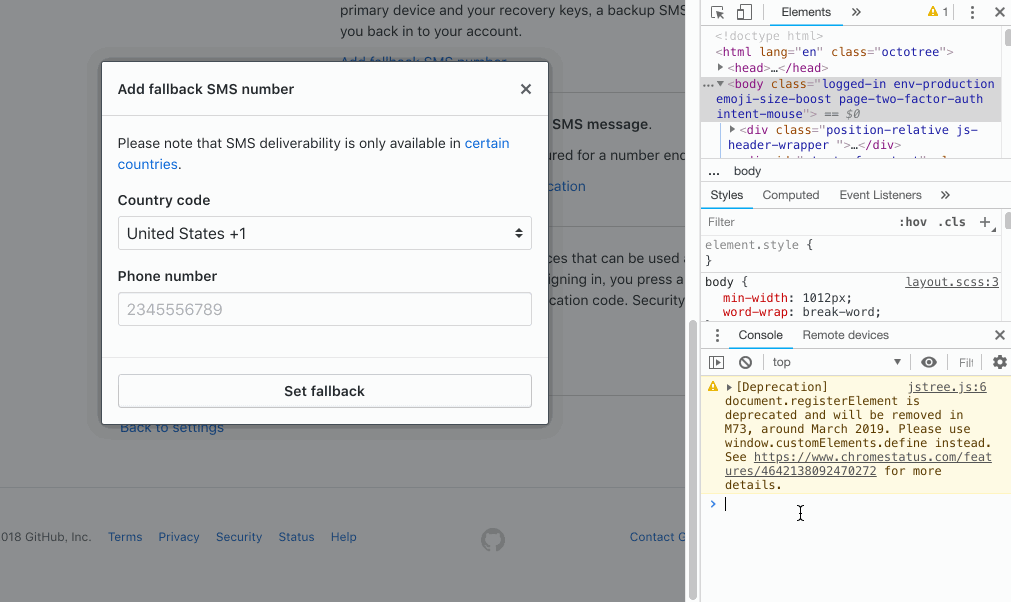 primary device and your recovery keys, a backup SMS
you back in to your account.
Add fallback SMS number
Add fallback SMS number
Please note that SMS deliverability is only available in certain
countries.
Country code
United States +1
Phone number
2345556789
Set fallback
SMS message.
for a number
ces that can be used
igning in, you press a
cation code. Security
Back to settings
018 GitHub, Inc. Terms Privacy Security Status Help Contact G
Elements » 1
<!doctype html>
<html lang="en" class="octotree">
<head>…</head>
… <body class="logged-in env-production
emoji-size-boost page-two-factor-auth
intent-mouse"> == $0
<div class="position-relative js-
header-wrapper ">…</div>
... body
Styles Computed Event Listeners »
Filter :hov .cls +
element.style {
}
body { layout.scss:3
min-width: 1012px;
word-wrap: break-word;
Console Remote devices
top Filt
[Deprecation] jstree.js:6
document.registerElement is
deprecated and will be removed in
M73, around March 2019. Please use
window.customElements.define instead.
See https://www.chromestatus.com/feat
ures/4642138092470272 for more
details.
>